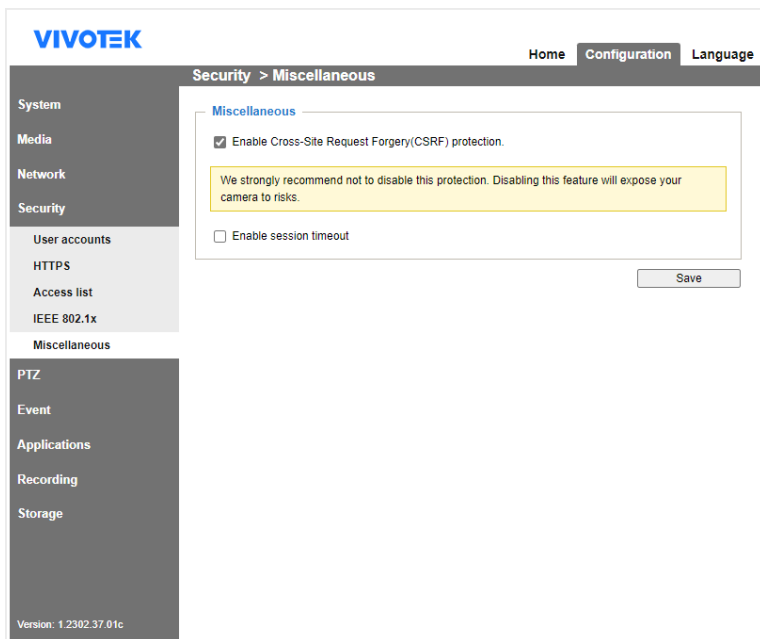 VIVOTEK
Home Configuration Language
Security > Miscellaneous
System
Media
Network
Security
User accounts
HTTPS
Access list
IEEE 802.1x
Miscellaneous
PTZ
Event
Applications
Recording
Storage
Version: 1.2302.37.01c
Miscellaneous
Enable Cross-Site Request Forgery(CSRF) protection.
We strongly recommend not to disable this protection. Disabling this feature will expose your
camera to risks.
Enable session timeout
Save